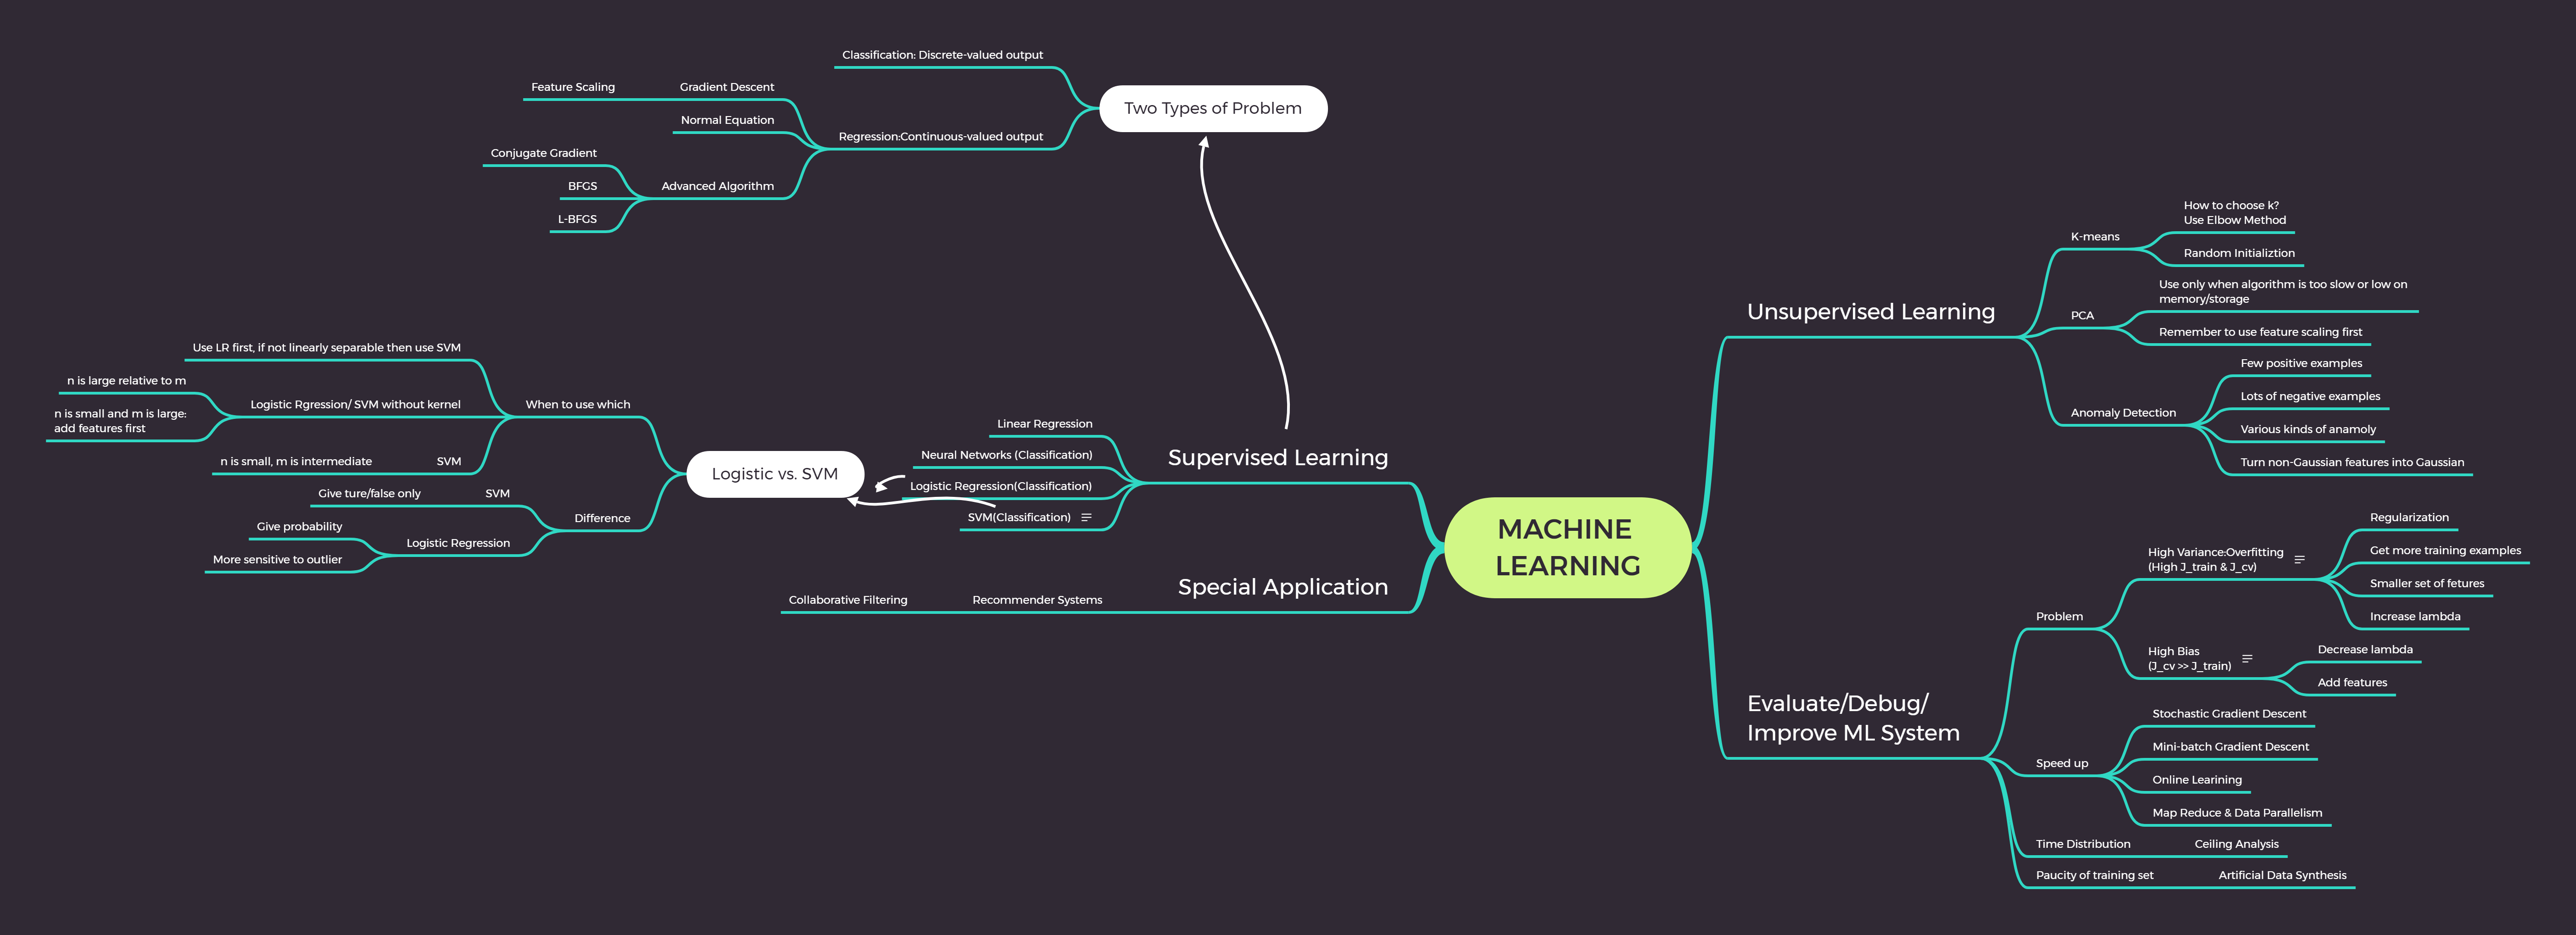 Classification: Discrete-valued output
Feature Scaling
Gradient Descent
Normal Equation
Regression:Continuous-valued output
Conjugate Gradient
BFGS
L-BFGS
Advanced Algorithm
Two Types of Problem
Use LR first, if not linearly separable then use SVM
n is large relative to m
n is small and m is large:
add features first
Logistic Rgression/ SVM without kernel
When to use which
n is small, m is intermediate
SVM
Give ture/false only
SVM
Difference
Give probability
More sensitive to outlier
Logistic Regression
Logistic vs. SVM
Linear Regression
Neural Networks (Classification)
Logistic Regression(Classification)
SVM(Classification)
Supervised Learning
Collaborative Filtering
Recommender Systems
Special Application
MACHINE
LEARNING
Unsupervised Learning
K-means
How to choose k?
Use Elbow Method
Random Initializtion
PCA
Use only when algorithm is too slow or low on
memory/storage
Remember to use feature scaling first
Anomaly Detection
Few positive examples
Lots of negative examples
Various kinds of anamoly
Turn non-Gaussian features into Gaussian
Evaluate/Debug/
Improve ML System
Problem
High Variance:Overfitting
(High J_train & J_cv)
Regularization
Get more training examples
Smaller set of fetures
Increase lambda
High Bias
(J_cv >> J_train)
Decrease lambda
Add features
Speed up
Stochastic Gradient Descent
Mini-batch Gradient Descent
Online Learining
Map Reduce & Data Parallelism
Time Distribution
Ceiling Analysis
Paucity of training set
Artificial Data Synthesis